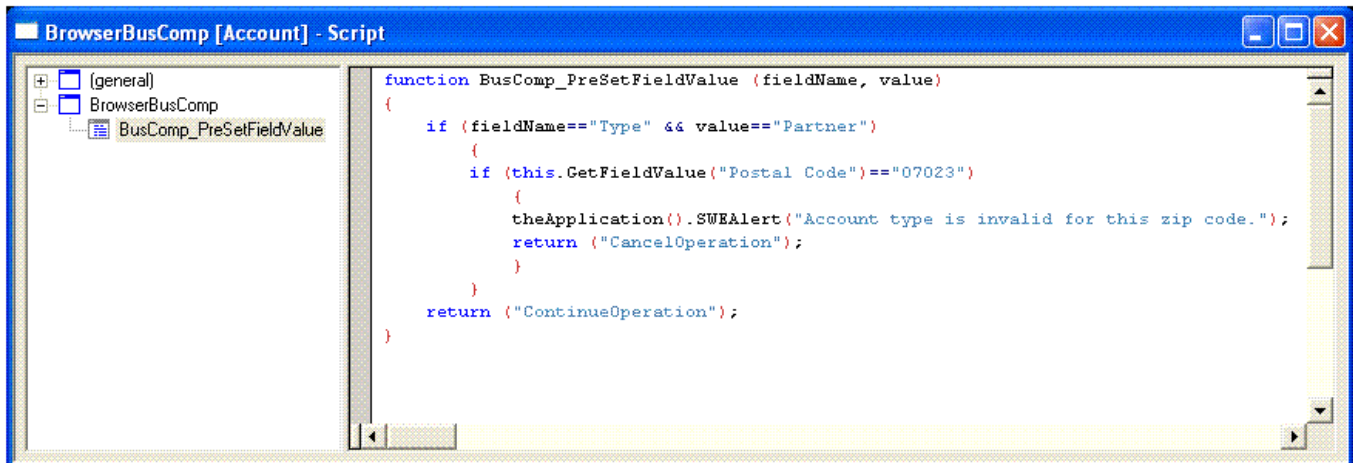 BrowserBusComp [Account] - Script
(general)
BrowserBusComp
BusComp_PreSetFieldValue
function BusComp_PreSetFieldValue (fieldName, value)
{
if (fieldName=="Type" && value=="Partner")
{
if (this.GetFieldValue("Postal Code")=="07023")
{
theApplication().SWEAlert("Account type is invalid for this zip code.");
return ("CancelOperation");
}
}
return ("ContinueOperation");
}